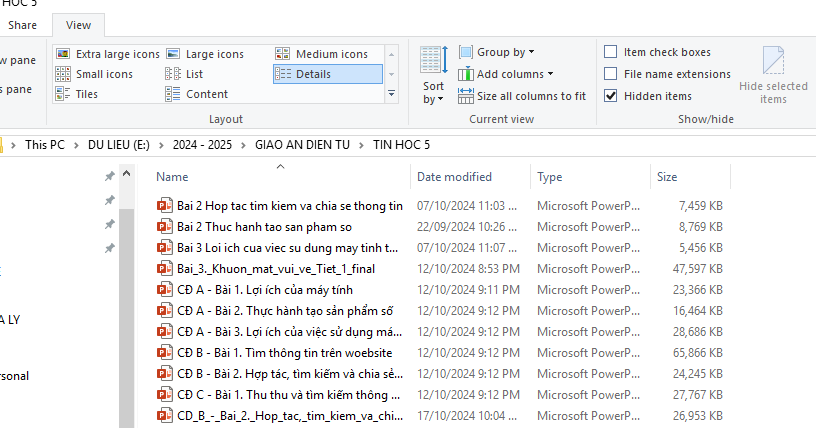 HOC 5
Share View
w pane
s pane
Extra large icons Large icons Medium icons
Small icons List Details
Tiles Content
Layout
Sort by
Group by
Add columns
Size all columns to fit
Current view
Item check boxes
File name extensions
Hidden items
Hide selected items
Show/hide
This PC > DU LIEU (E:) > 2024 - 2025 > GIAO AN DIEN TU > TIN HOC 5
Name Date modified Type Size
Bai 2 Hop tac tim kiem va chia se thong tin 07/10/2024 11:03 ... Microsoft PowerP... 7,459 KB
Bai 2 Thuc hanh tao san pham so 22/09/2024 10:26 ... Microsoft PowerP... 8,769 KB
Bai 3 Loi ich cua viec su dung may tinh t... 07/10/2024 11:07 ... Microsoft PowerP... 5,456 KB
Bai_3._Khuon_mat_vui_ve_Tiet_1_final 12/10/2024 8:53 PM Microsoft PowerP... 47,597 KB
CĐ A - Bài 1. Lợi ích của máy tính 12/10/2024 9:11 PM Microsoft PowerP... 23,366 KB
CĐ A - Bài 2. Thực hành tạo sản phẩm số 12/10/2024 9:12 PM Microsoft PowerP... 16,464 KB
CĐ A - Bài 3. Lợi ích của việc sử dụng má... 12/10/2024 9:12 PM Microsoft PowerP... 28,686 KB
CĐ B - Bài 1. Tìm thông tin trên woebsite 12/10/2024 9:12 PM Microsoft PowerP... 65,866 KB
CĐ B - Bài 2. Hợp tác, tìm kiếm và chia sẻ... 12/10/2024 9:12 PM Microsoft PowerP... 24,245 KB
CĐ C - Bài 1. Thu thu và tìm kiếm thông ... 12/10/2024 9:12 PM Microsoft PowerP... 27,767 KB
CD_B_-_Bai_2._Hop_tac,_tim_kiem_va_chi... 17/10/2024 10:04 ... Microsoft PowerP... 26,953 KB
A LY
rsonal